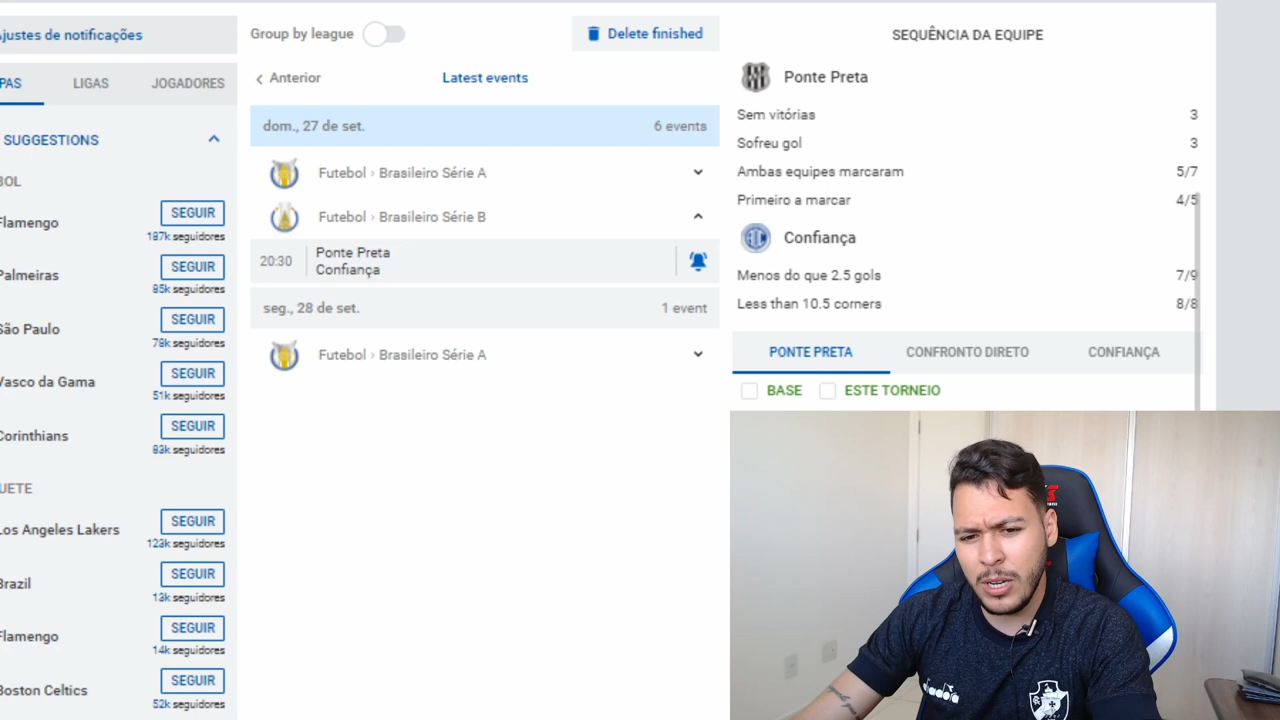 Ajustes de notificações
PAS
LIGAS
JOGADORES
SUGGESTIONS
BOL
Flamengo
SEGUIR
187k seguidores
Palmeiras
SEGUIR
85k seguidores
São Paulo
SEGUIR
78k seguidores
Vasco da Gama
SEGUIR
51k seguidores
Corinthians
SEGUIR
83k seguidores
UETE
Los Angeles Lakers
SEGUIR
123k seguidores
Brazil
SEGUIR
13k seguidores
Flamengo
SEGUIR
14k seguidores
Boston Celtics
SEGUIR
52k seguidores
Group by league
Delete finished
Anterior
Latest events
dom., 27 de set.
6 events
Futebol › Brasileiro Série A
Futebol › Brasileiro Série B
20:30
Ponte Preta
Confiança
seg., 28 de set.
1 event
Futebol › Brasileiro Série A
SEQUÊNCIA DA EQUIPE
Ponte Preta
Sem vitórias 3
Sofreu gol 3
Ambas equipes marcaram 5/7
Primeiro a marcar 4/5
Confiança
Menos do que 2.5 gols 7/9
Less than 10.5 corners 8/8
PONTE PRETA
CONFRONTO DIRETO
CONFIANÇA
BASE
ESTE TORNEIO
diadora